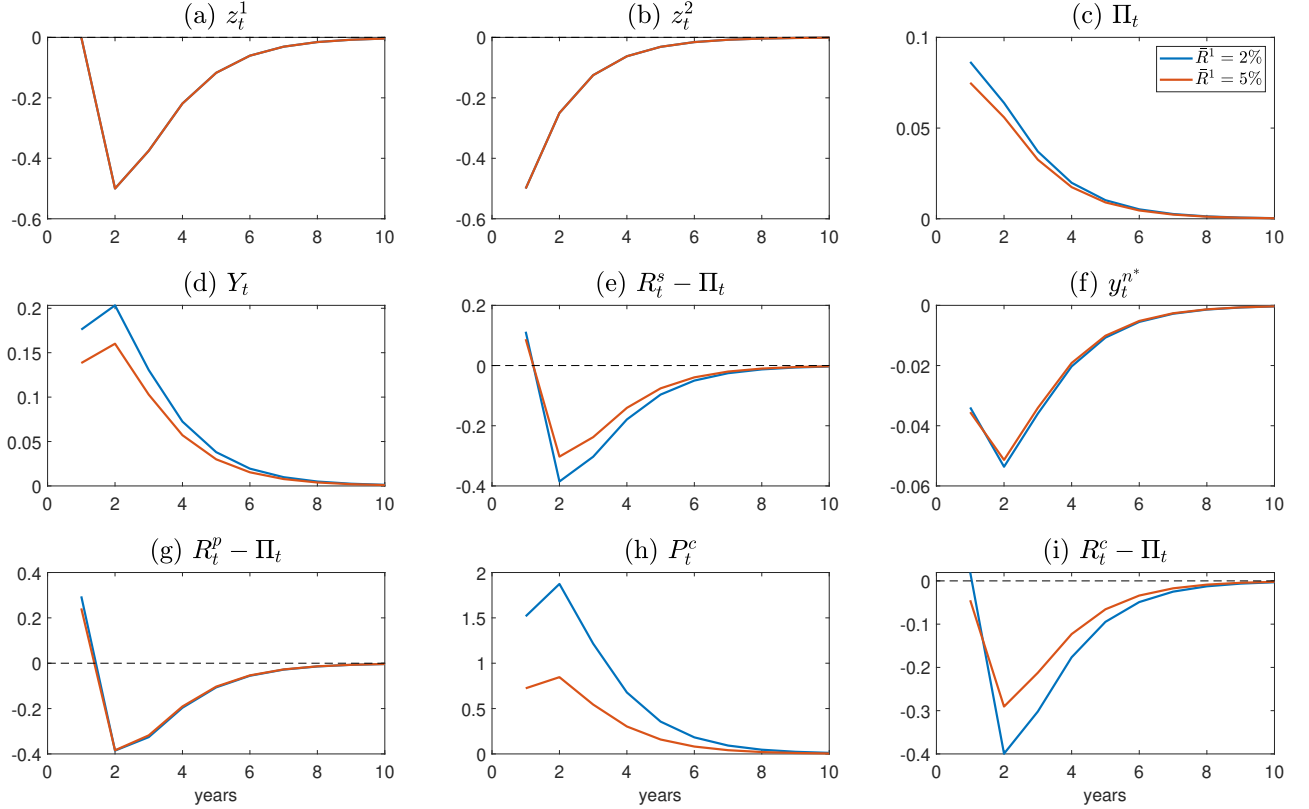 (a) $z_t^1$
(b) $z_t^2$
(c) $\Pi_t$
0
-0.2
-0.4
-0.6
0 2 4 6 8 10
0
-0.2
-0.4
-0.6
0 2 4 6 8 10
0.1
0.05
0
0 2 4 6 8 10
$\bar{R}^1 = 2\%$
$\bar{R}^1 = 5\%$
(d) $Y_t$
(e) $R_t^s - \Pi_t$
(f) $y_t^{n^*}$
0.2
0.15
0.1
0.05
0
0 2 4 6 8 10
0.2
0
-0.2
-0.4
0 2 4 6 8 10
0
-0.02
-0.04
-0.06
0 2 4 6 8 10
(g) $R_t^p - \Pi_t$
(h) $P_t^c$
(i) $R_t^c - \Pi_t$
0.4
0.2
0
-0.2
-0.4
0 2 4 6 8 10
years
2
1.5
1
0.5
0
0 2 4 6 8 10
years
0
-0.1
-0.2
-0.3
-0.4
0 2 4 6 8 10
years